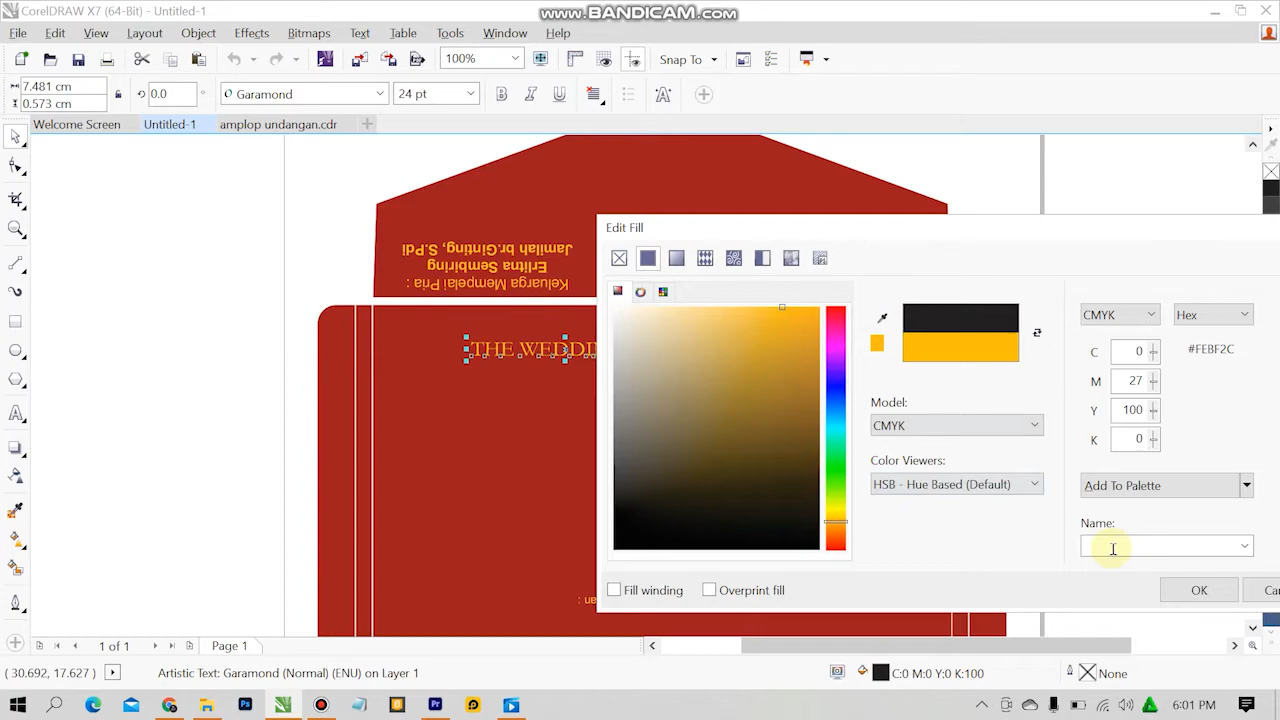 CorelDRAW X7 (64-Bit) - Untitled-1
www.BANDICAM.com
File Edit View Layout Object Effects Bitmaps Text Table Tools Window Help
100% Snap To
7.481 cm
0.573 cm
0.0 Garamond 24 pt
Welcome Screen Untitled-1 amplop undangan.cdr
Jamilah br.Ginting, S.Pdi
Erlitna Sembiring
Keluarga Mempelai Pria :
THE WEDDIN
an :
Edit Fill
CMYK Hex
C 0 #FEBF2C
M 27
Y 100
K 0
Model:
CMYK
Color Viewers:
HSB - Hue Based (Default)
Add To Palette
Name:
Fill winding Overprint fill OK Can
1 of 1 Page 1
( 30.692, 17.627 ) Artistic Text: Garamond (Normal) (ENU) on Layer 1 C:0 M:0 Y:0 K:100 None
6:01 PM